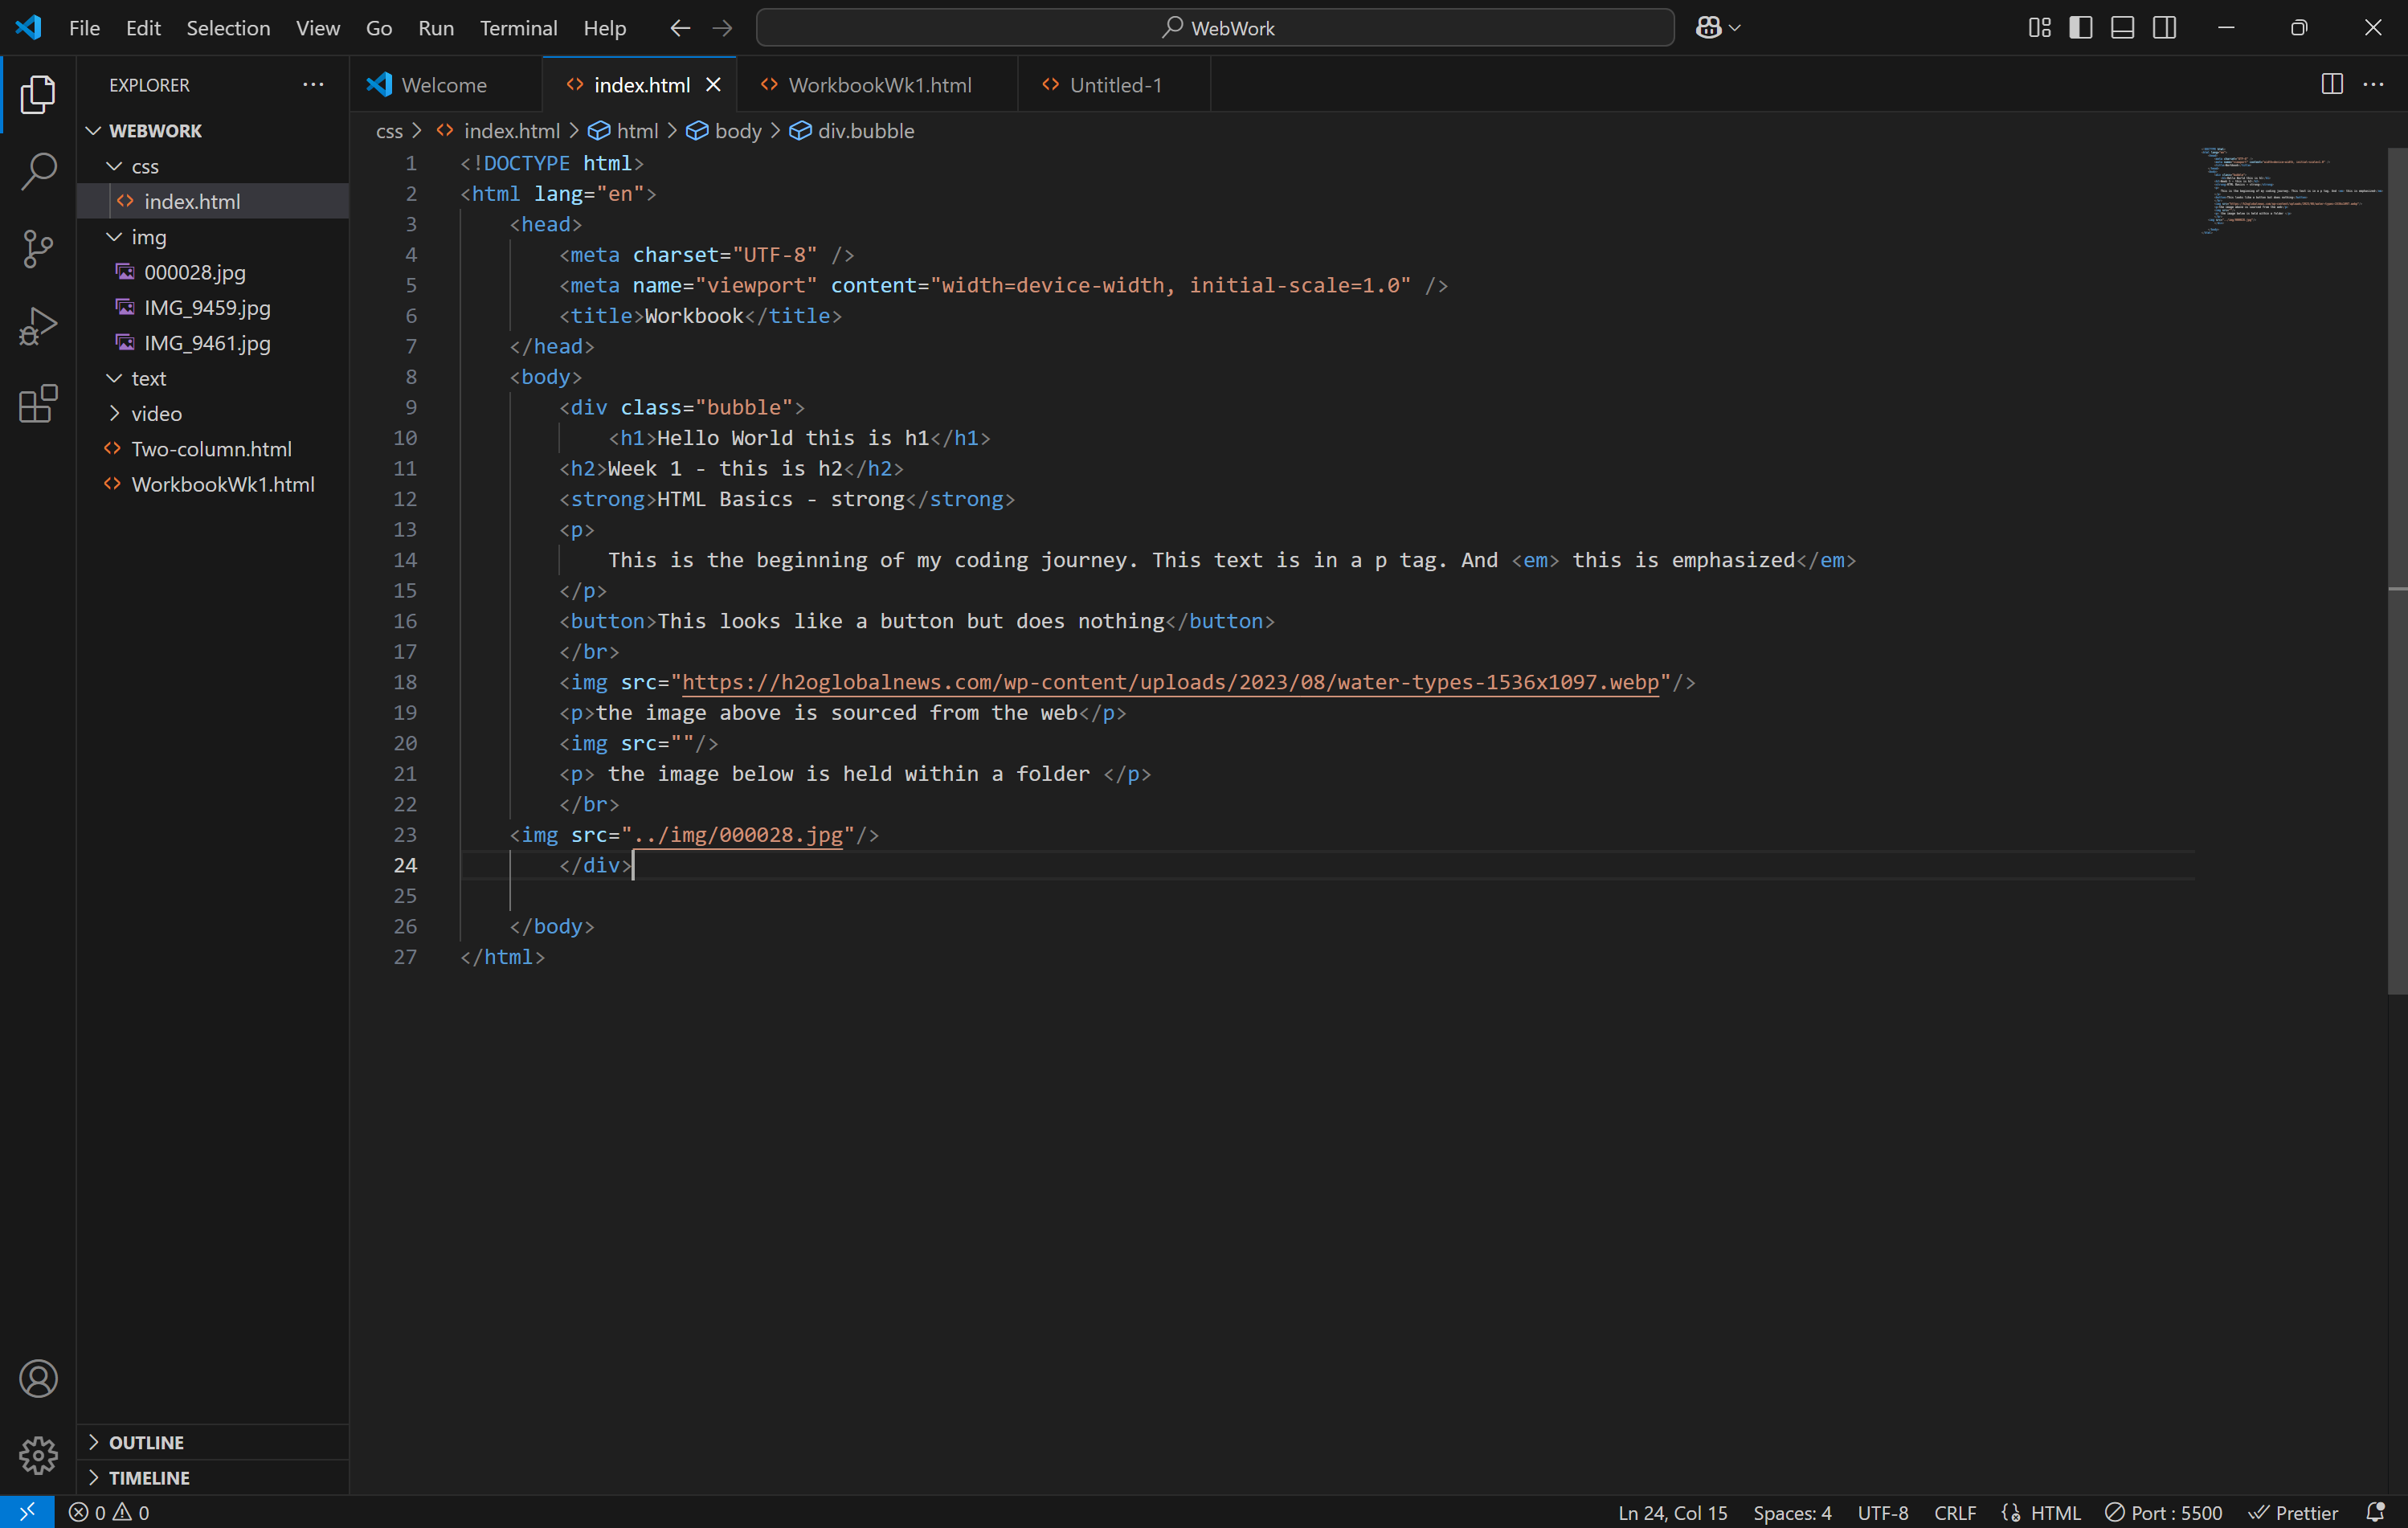 File Edit Selection View Go Run Terminal Help WebWork
EXPLORER
WEBWORK
css
index.html
img
000028.jpg
IMG_9459.jpg
IMG_9461.jpg
text
video
Two-column.html
WorkbookWk1.html
OUTLINE
TIMELINE
Welcome index.html WorkbookWk1.html Untitled-1
css > index.html > html > body > div.bubble
1 <!DOCTYPE html>
2 <html lang="en">
3 <head>
4 <meta charset="UTF-8" />
5 <meta name="viewport" content="width=device-width, initial-scale=1.0" />
6 <title>Workbook</title>
7 </head>
8 <body>
9 <div class="bubble">
10 <h1>Hello World this is h1</h1>
11 <h2>Week 1 - this is h2</h2>
12 <strong>HTML Basics - strong</strong>
13 <p>
14 This is the beginning of my coding journey. This text is in a p tag. And <em> this is emphasized</em>
15 </p>
16 <button>This looks like a button but does nothing</button>
17 </br>
18 <img src="https://h2oglobalnews.com/wp-content/uploads/2023/08/water-types-1536x1097.webp"/>
19 <p>the image above is sourced from the web</p>
20 <img src=""/>
21 <p> the image below is held within a folder </p>
22 </br>
23 <img src="../img/000028.jpg"/>
24 </div>
25
26 </body>
27 </html>
0 0 Ln 24, Col 15 Spaces: 4 UTF-8 CRLF HTML Port : 5500 Prettier